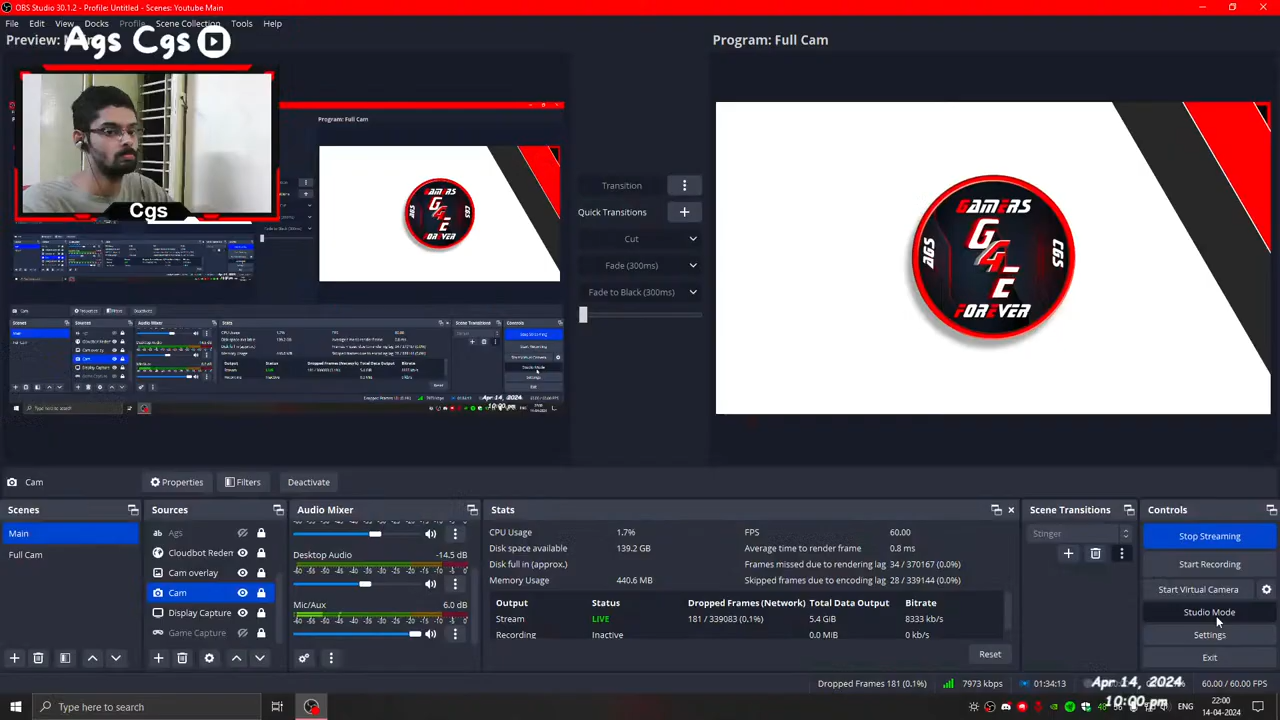 OBS Studio 30.1.2 - Profile: Untitled - Scenes: Youtube Main
File Edit View Docks Profile Scene Collection Tools Help
Ags Cgs
Preview:
Program: Full Cam
Cgs
Program: Full Cam
GAMERS
G4E
FOREVER
AGS
CGS
Transition
Quick Transitions
Cut
Fade (300ms)
Fade to Black (300ms)
GAMERS
G4E
FOREVER
AGS
CGS
Cam
Properties
Filters
Deactivate
Scenes
Main
Full Cam
Sources
Ags
Cloudbot Redem
Cam overlay
Cam
Display Capture
Game Capture
Audio Mixer
Desktop Audio -14.5 dB
Mic/Aux 6.0 dB
Stats
CPU Usage 1.7%
Disk space available 139.2 GB
Disk full in (approx.)
Memory Usage 440.6 MB
FPS 60.00
Average time to render frame 0.8 ms
Frames missed due to rendering lag 34 / 370167 (0.0%)
Skipped frames due to encoding lag 28 / 339144 (0.0%)
Output Status Dropped Frames (Network) Total Data Output Bitrate
Stream LIVE 181 / 339083 (0.1%) 5.4 GiB 8333 kb/s
Recording Inactive 0.0 MiB 0 kb/s
Reset
Scene Transitions
Stinger
Controls
Stop Streaming
Start Recording
Start Virtual Camera
Studio Mode
Settings
Exit
Dropped Frames 181 (0.1%) 7973 kbps 01:34:13 60.00 / 60.00 FPS
Apr 14, 2024
10:00 pm
Type here to search
ENG
22:00
14-04-2024